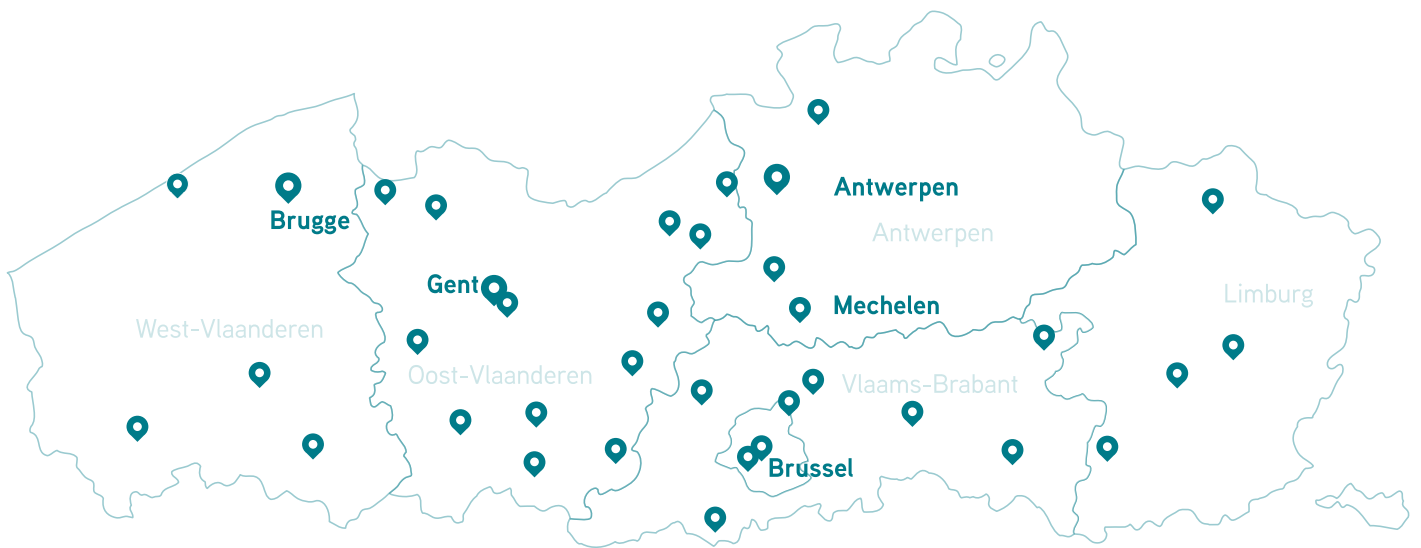 Antwerpen
Brugge
Antwerpen
Gent
Limburg
Mechelen
West-Vlaanderen
Oost-Vlaanderen
Vlaams-Brabant
Brussel